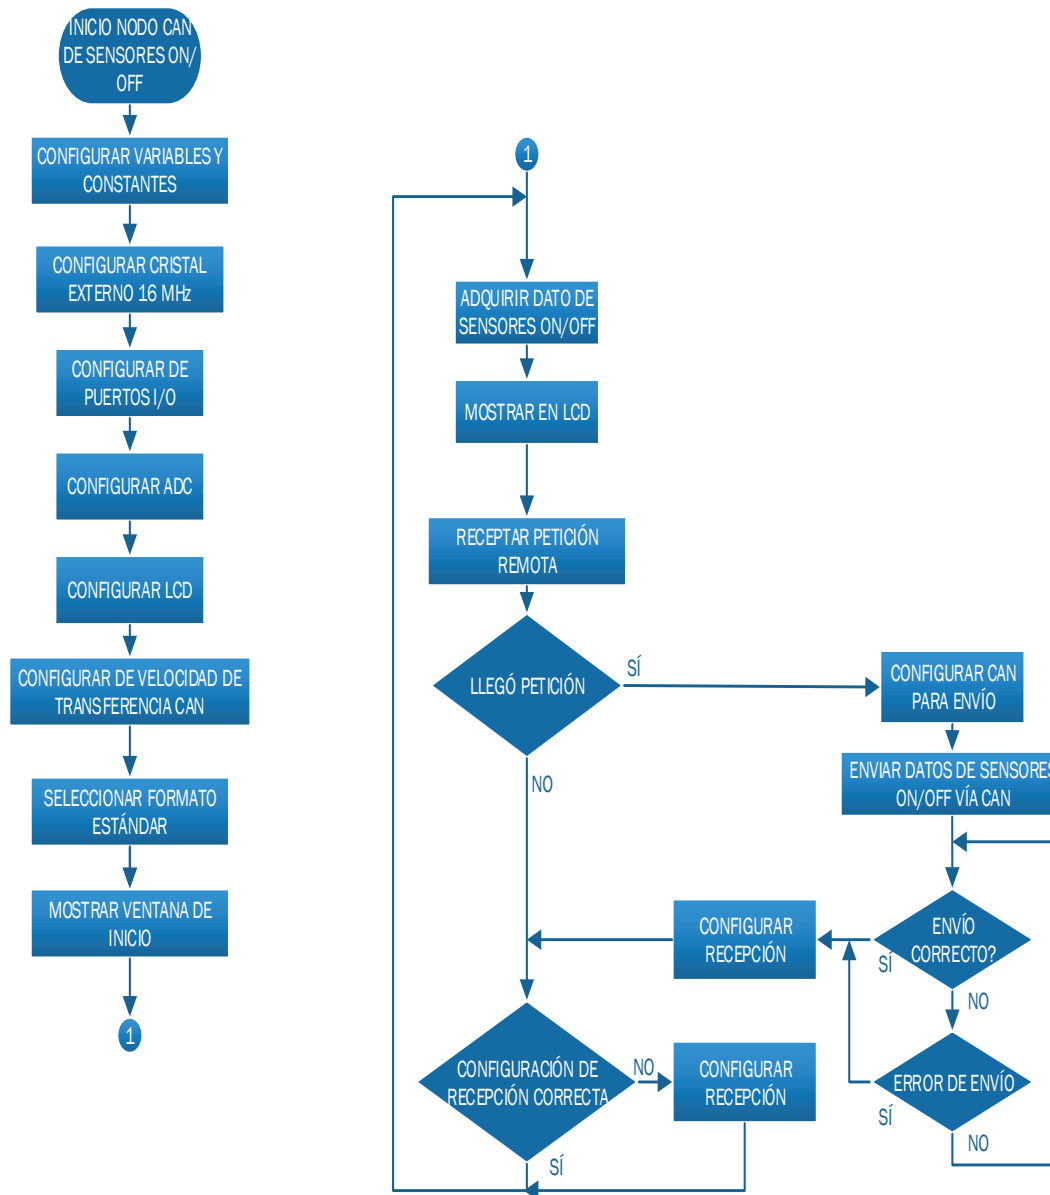 INICIO NODO CAN
DE SENSORES ON/
OFF
CONFIGURAR VARIABLES Y
CONSTANTES
CONFIGURAR CRISTAL
EXTERNO 16 MHz
CONFIGURAR DE
PUERTOS I/O
CONFIGURAR ADC
CONFIGURAR LCD
CONFIGURAR DE VELOCIDAD DE
TRANSFERENCIA CAN
SELECCIONAR FORMATO
ESTÁNDAR
MOSTRAR VENTANA DE
INICIO
1
1
ADQUIRIR DATO DE
SENSORES ON/OFF
MOSTRAR EN LCD
RECEPTAR PETICIÓN
REMOTA
LLEGÓ PETICIÓN
SÍ
NO
CONFIGURAR CAN
PARA ENVÍO
ENVIAR DATOS DE SENSORES
ON/OFF VÍA CAN
ENVÍO
CORRECTO?
SÍ
NO
CONFIGURAR
RECEPCIÓN
ERROR DE ENVÍO
SÍ
NO
CONFIGURACIÓN DE
RECEPCIÓN CORRECTA
NO
SÍ
CONFIGURAR
RECEPCIÓN